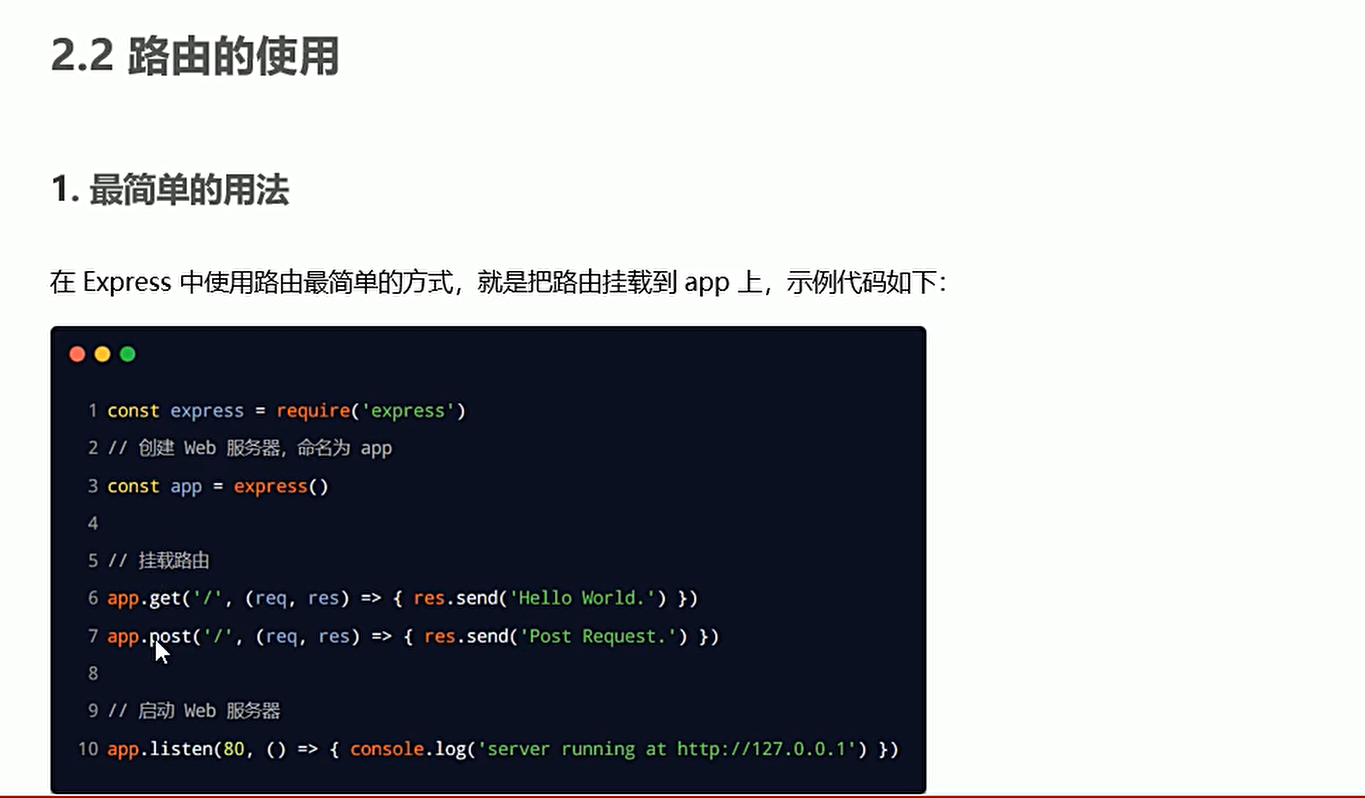 2.2 路由的使用
1. 最简单的用法
在 Express 中使用路由最简单的方式，就是把路由挂载到 app 上，示例代码如下：
1 const express = require('express')
2 // 创建 Web 服务器，命名为 app
3 const app = express()
4
5 // 挂载路由
6 app.get('/', (req, res) => { res.send('Hello World.') })
7 app.post('/', (req, res) => { res.send('Post Request.') })
8
9 // 启动 Web 服务器
10 app.listen(80, () => { console.log('server running at http://127.0.0.1') })